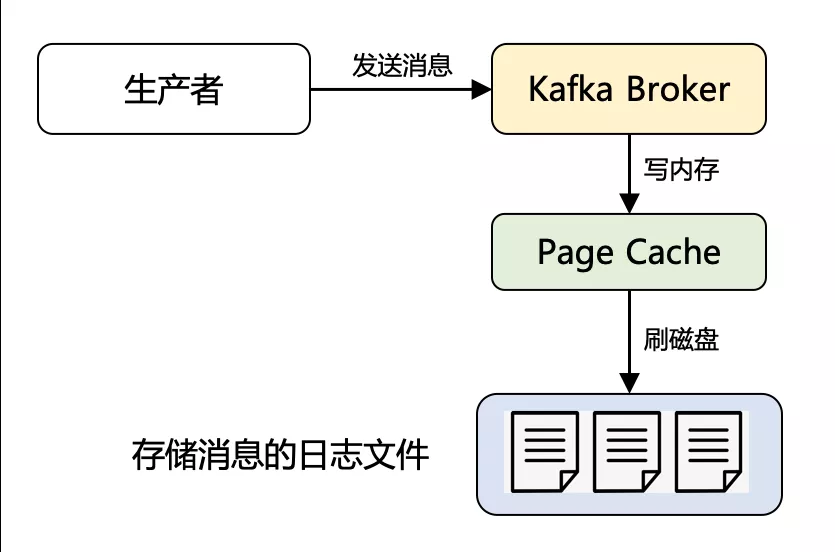 发送消息
生产者
Kafka Broker
写内存
Page Cache
刷磁盘
存储消息的日志文件